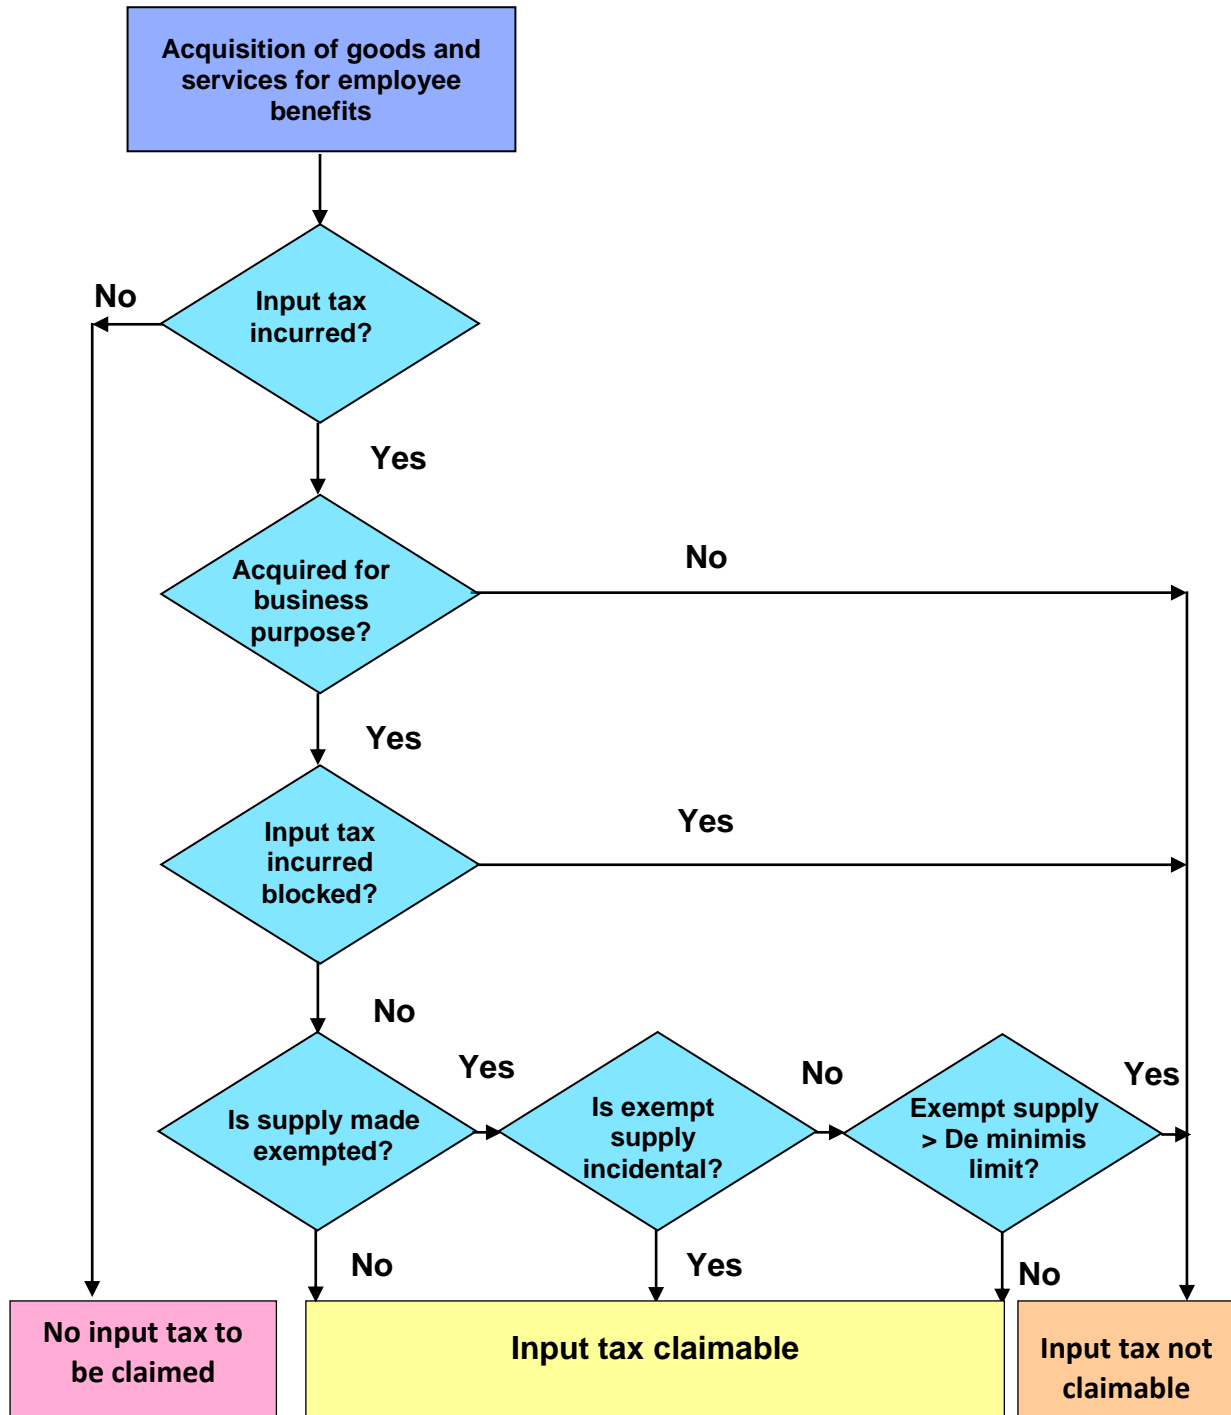 Acquisition of goods and
services for employee
benefits
No
Input tax
incurred?
Yes
No
Acquired for
business
purpose?
Yes
Yes
Input tax
incurred
blocked?
No
Yes
No
Yes
Is supply made
exempted?
Is exempt
supply
incidental?
Exempt supply
> De minimis
limit?
No
Yes
No
No input tax to
be claimed
Input tax claimable
Input tax not
claimable